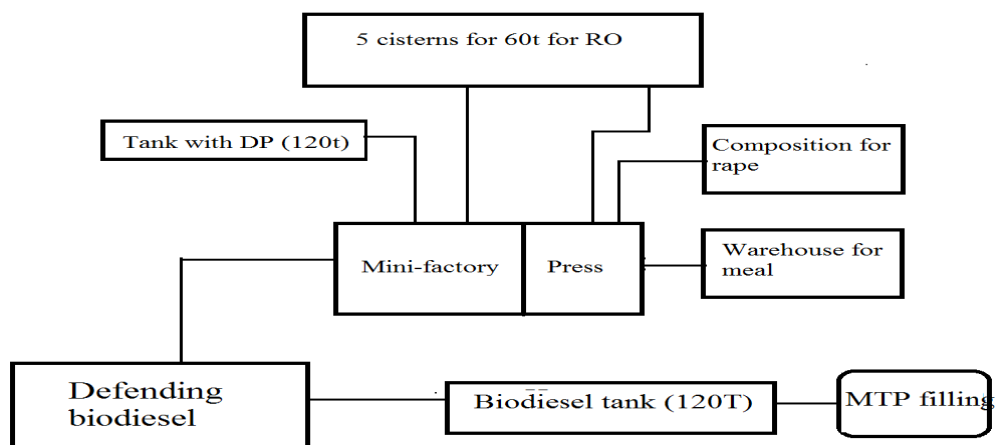 5 cisterns for 60t for RO
Tank with DP (120t)
Composition for
rape
Mini-factory
Press
Warehouse for
meal
Defending
biodiesel
Biodiesel tank (120T)
MTP filling